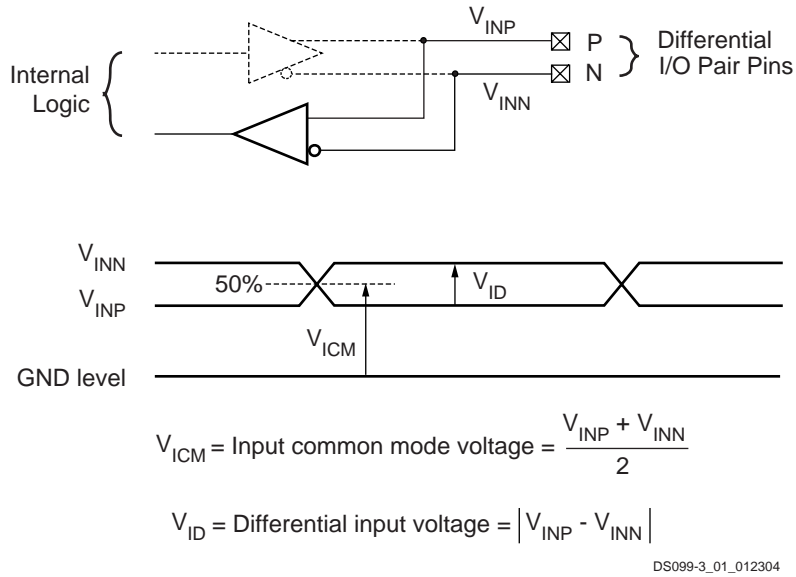 V_INP
P
Differential
I/O Pair Pins
N
Internal
Logic
V_INN
V_INN
50%
V_ID
V_INP
V_ICM
GND level
V_ICM = Input common mode voltage = (V_INP + V_INN) / 2
V_ID = Differential input voltage = |V_INP - V_INN|
DS099-3_01_012304